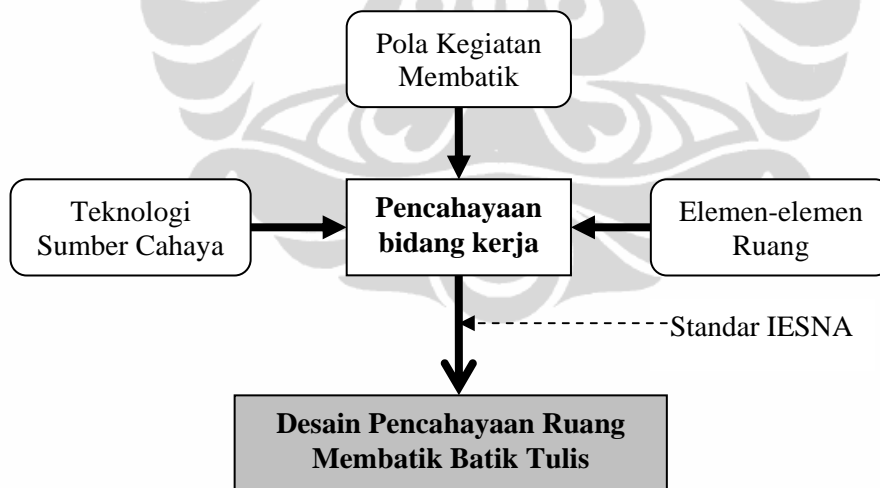 Pola Kegiatan
Membatik
Teknologi
Sumber Cahaya
Pencahayaan
bidang kerja
Elemen-elemen
Ruang
Standar IESNA
Desain Pencahayaan Ruang
Membatik Batik Tulis